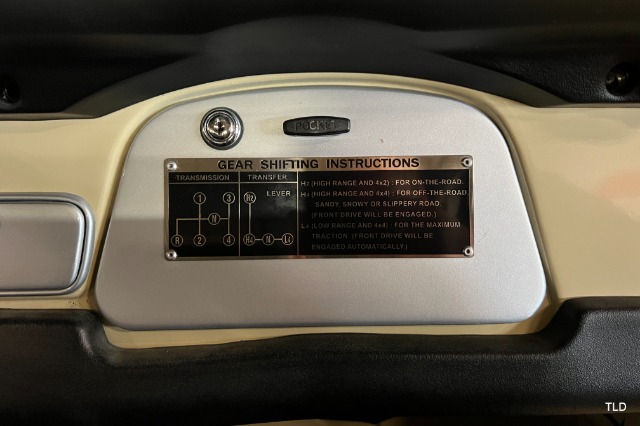 POCKET
GEAR SHIFTING INSTRUCTIONS
TRANSMISSION
1 3
N
R 2 4
TRANSFER
LEVER
H2
H4 N L4
H2 (HIGH RANGE AND 4x2) : FOR ON-THE-ROAD.
H4 (HIGH RANGE AND 4x4) : FOR OFF-THE-ROAD
SANDY, SNOWY OR SLIPPERY ROAD.
(FRONT DRIVE WILL BE ENGAGED.)
L4 (LOW RANGE AND 4x4) : FOR THE MAXIMUM
TRACTION (FRONT DRIVE WILL BE
ENGAGED AUTOMATICALLY.)
TLD